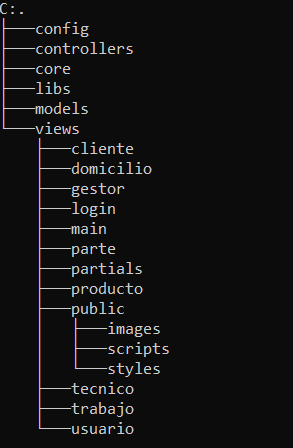 C:.
├───config
├───controllers
├───core
├───libs
├───models
└───views
    ├───cliente
    ├───domicilio
    ├───gestor
    ├───login
    ├───main
    ├───parte
    ├───partials
    ├───producto
    ├───public
    │   ├───images
    │   ├───scripts
    │   └───styles
    ├───tecnico
    ├───trabajo
    └───usuario